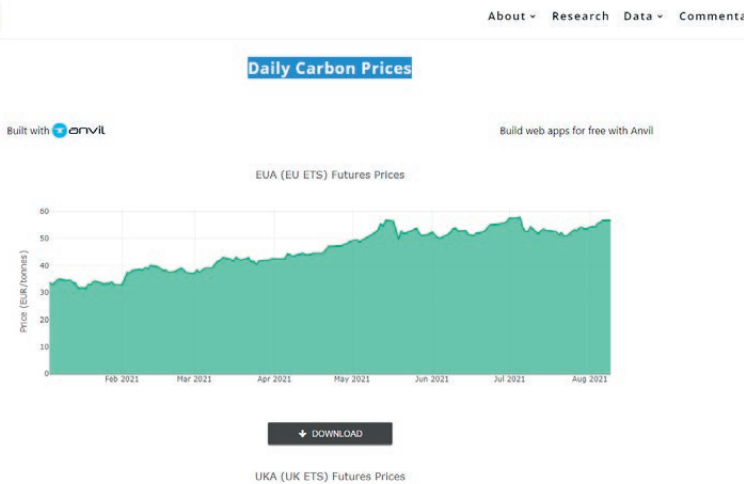 About Research Data Commenta
Daily Carbon Prices
Built with anvil
Build web apps for free with Anvil
EUA (EU ETS) Futures Prices
60
50
40
30
20
10
0
Price (EUR/tonnes)
Feb 2021 Mar 2021 Apr 2021 May 2021 Jun 2021 Jul 2021 Aug 2021
DOWNLOAD
UKA (UK ETS) Futures Prices